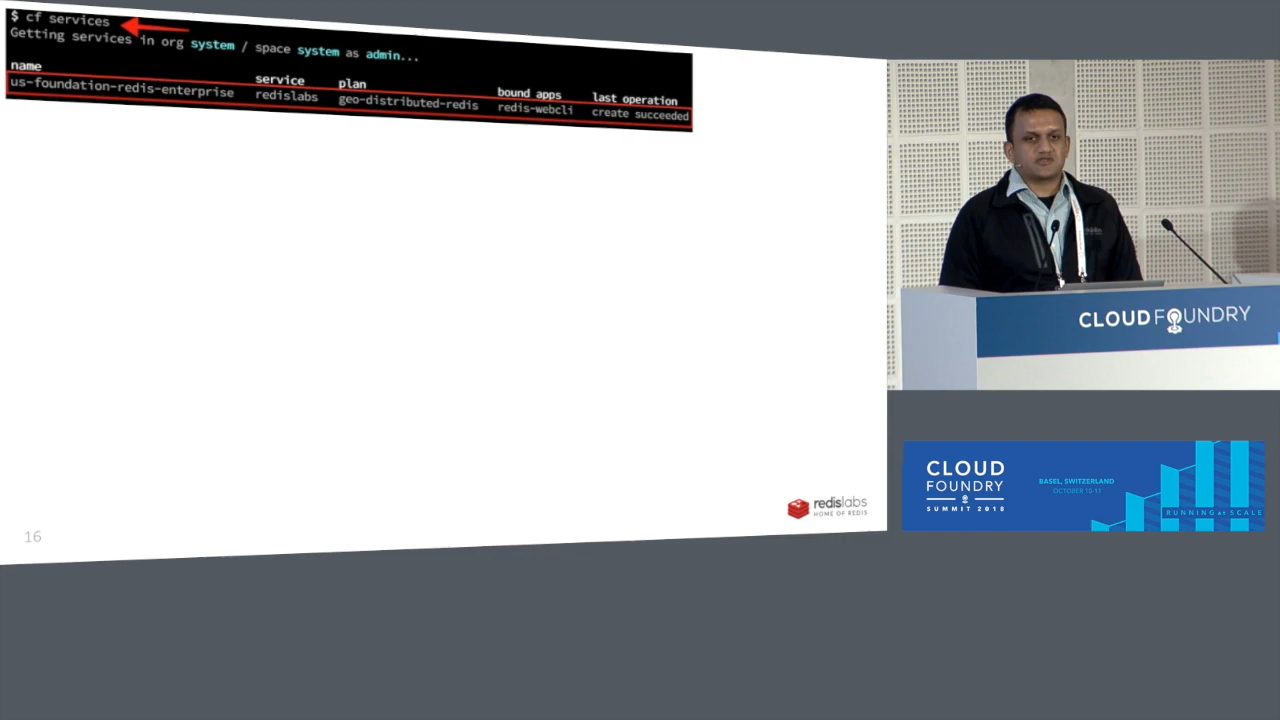 $ cf services
Getting services in org system / space system as admin...
name service plan bound apps last operation
us-foundation-redis-enterprise redislabs geo-distributed-redis redis-webcli create succeeded
redislabs
HOME OF REDIS
16
CLOUD FOUNDRY
CLOUD
FOUNDRY
SUMMIT 2018
BASEL, SWITZERLAND
OCTOBER 10-11
RUNNING AT SCALE